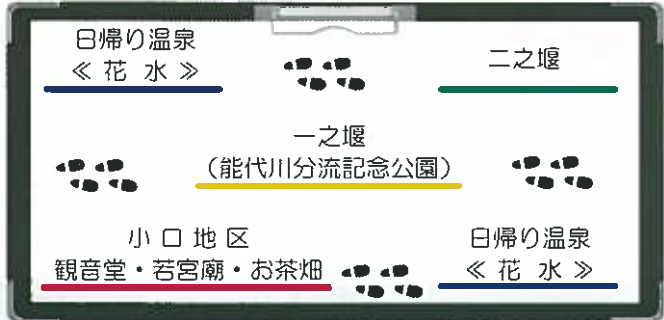 日帰り温泉
≪ 花 水 ≫
二之堰
一之堰
（能代川分流記念公園）
小 口 地 区
観音堂・若宮廟・お茶畑
日帰り温泉
≪ 花 水 ≫